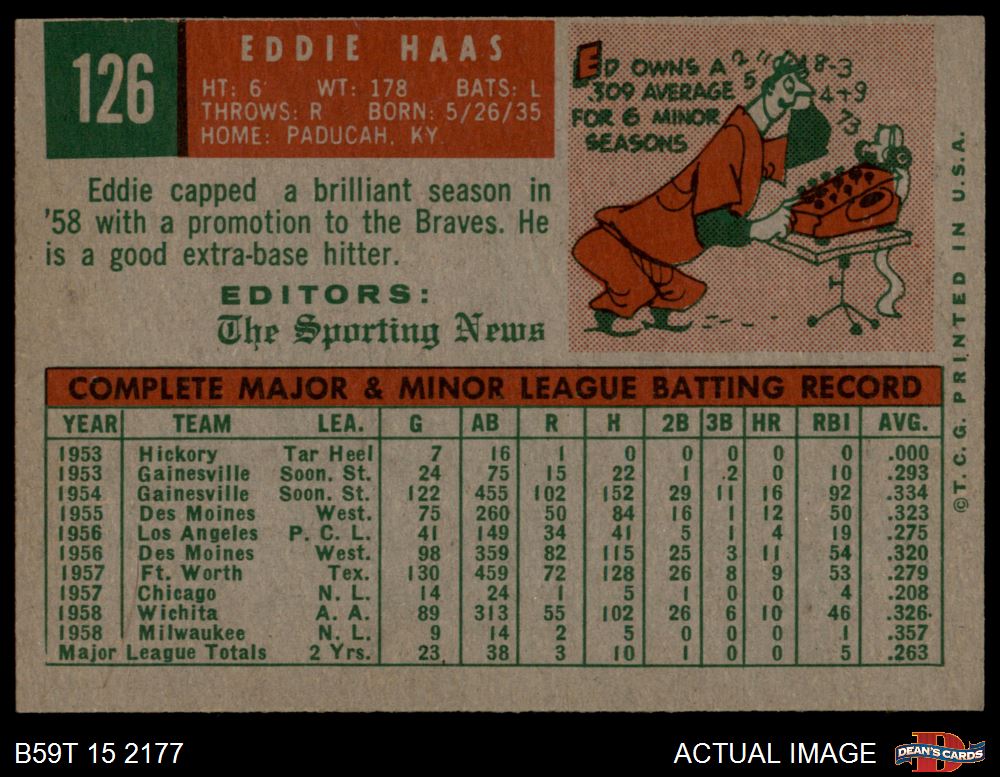 126
EDDIE HAAS
HT: 6' WT: 178 BATS: L
THROWS: R BORN: 5/26/35
HOME: PADUCAH, KY.
ED OWNS A
309 AVERAGE
FOR 6 MINOR
SEASONS
2 "
5
8-3
4+9
73
Eddie capped a brilliant season in
'58 with a promotion to the Braves. He
is a good extra-base hitter.
EDITORS:
The Sporting News
COMPLETE MAJOR & MINOR LEAGUE BATTING RECORD
YEAR TEAM LEA. G AB R H 2B 3B HR RBI AVG.
1953 Hickory Tar Heel 7 16 1 0 0 0 0 0 .000
1953 Gainesville Soon. St. 24 75 15 22 1 .2 0 10 .293
1954 Gainesville Soon. St. 122 455 102 152 29 11 16 92 .334
1955 Des Moines West. 75 260 50 84 16 1 12 50 .323
1956 Los Angeles P. C. L. 41 149 34 41 5 1 4 19 .275
1956 Des Moines West. 98 359 82 115 25 3 11 54 .320
1957 Ft. Worth Tex. 130 459 72 128 26 8 9 53 .279
1957 Chicago N. L. 14 24 1 5 1 0 0 4 .208
1958 Wichita A. A. 89 313 55 102 26 6 10 46 .326
1958 Milwaukee N. L. 9 14 2 5 0 0 0 1 .357
Major League Totals 2 Yrs. 23 38 3 10 1 0 0 5 .263
© T. C. G. PRINTED IN U.S.A.
B59T 15 2177
ACTUAL IMAGE
D
DEAN'S CARDS